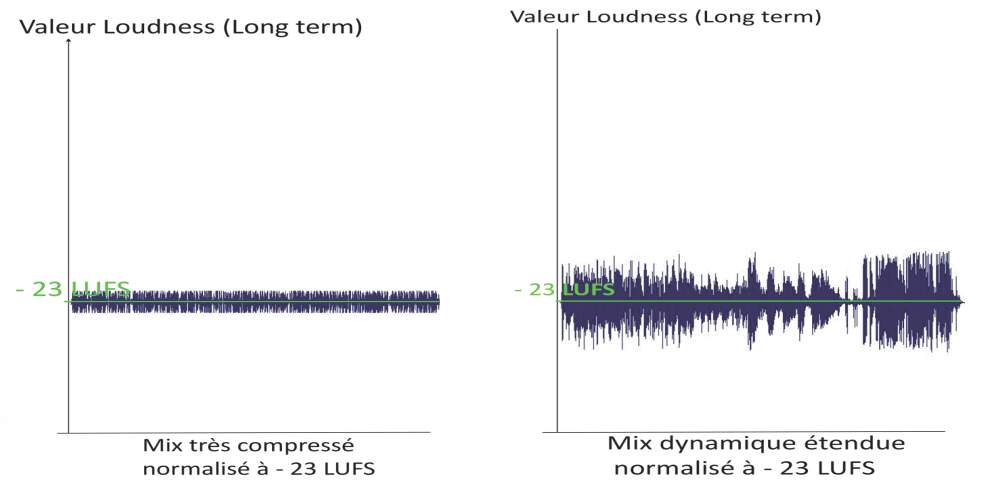 Valeur Loudness (Long term)
- 23 LUFS
Mix très compressé
normalisé à - 23 LUFS
Valeur Loudness (Long term)
- 23 LUFS
Mix dynamique étendue
normalisé à - 23 LUFS